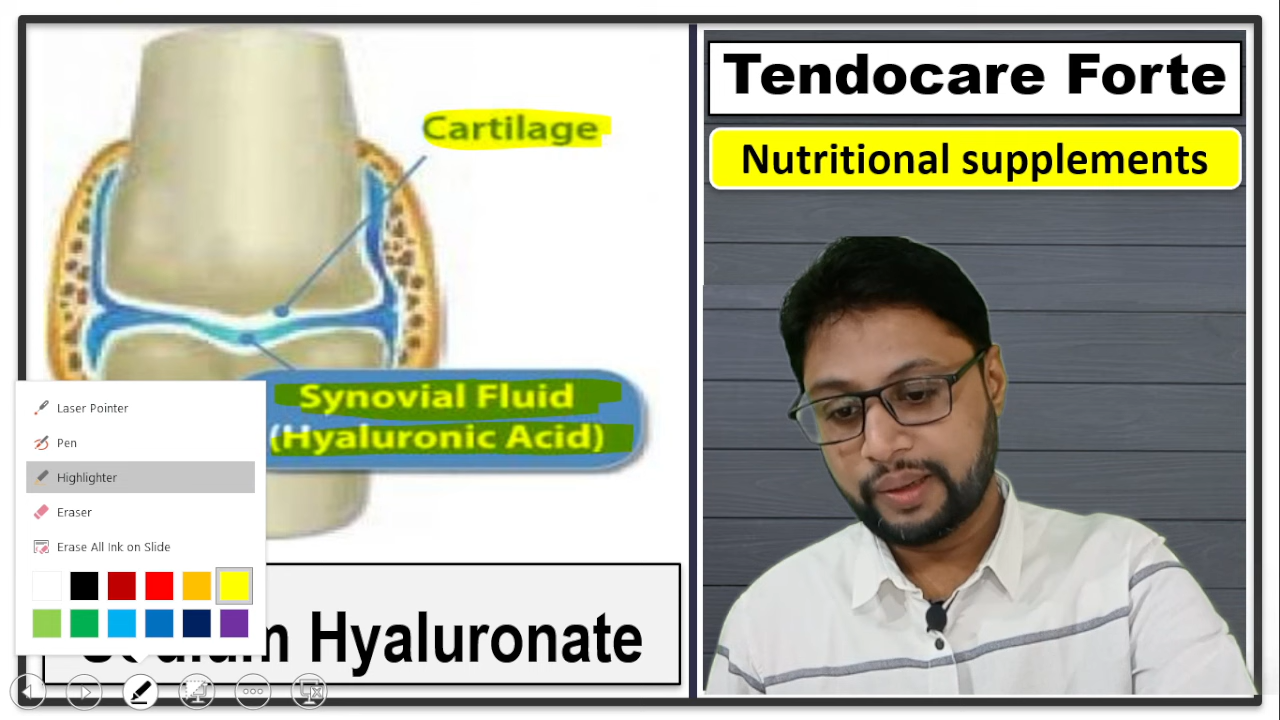 Cartilage
Synovial Fluid
(Hyaluronic Acid)
Laser Pointer
Pen
Highlighter
Eraser
Erase All Ink on Slide
Sodium Hyaluronate
Tendocare Forte
Nutritional supplements